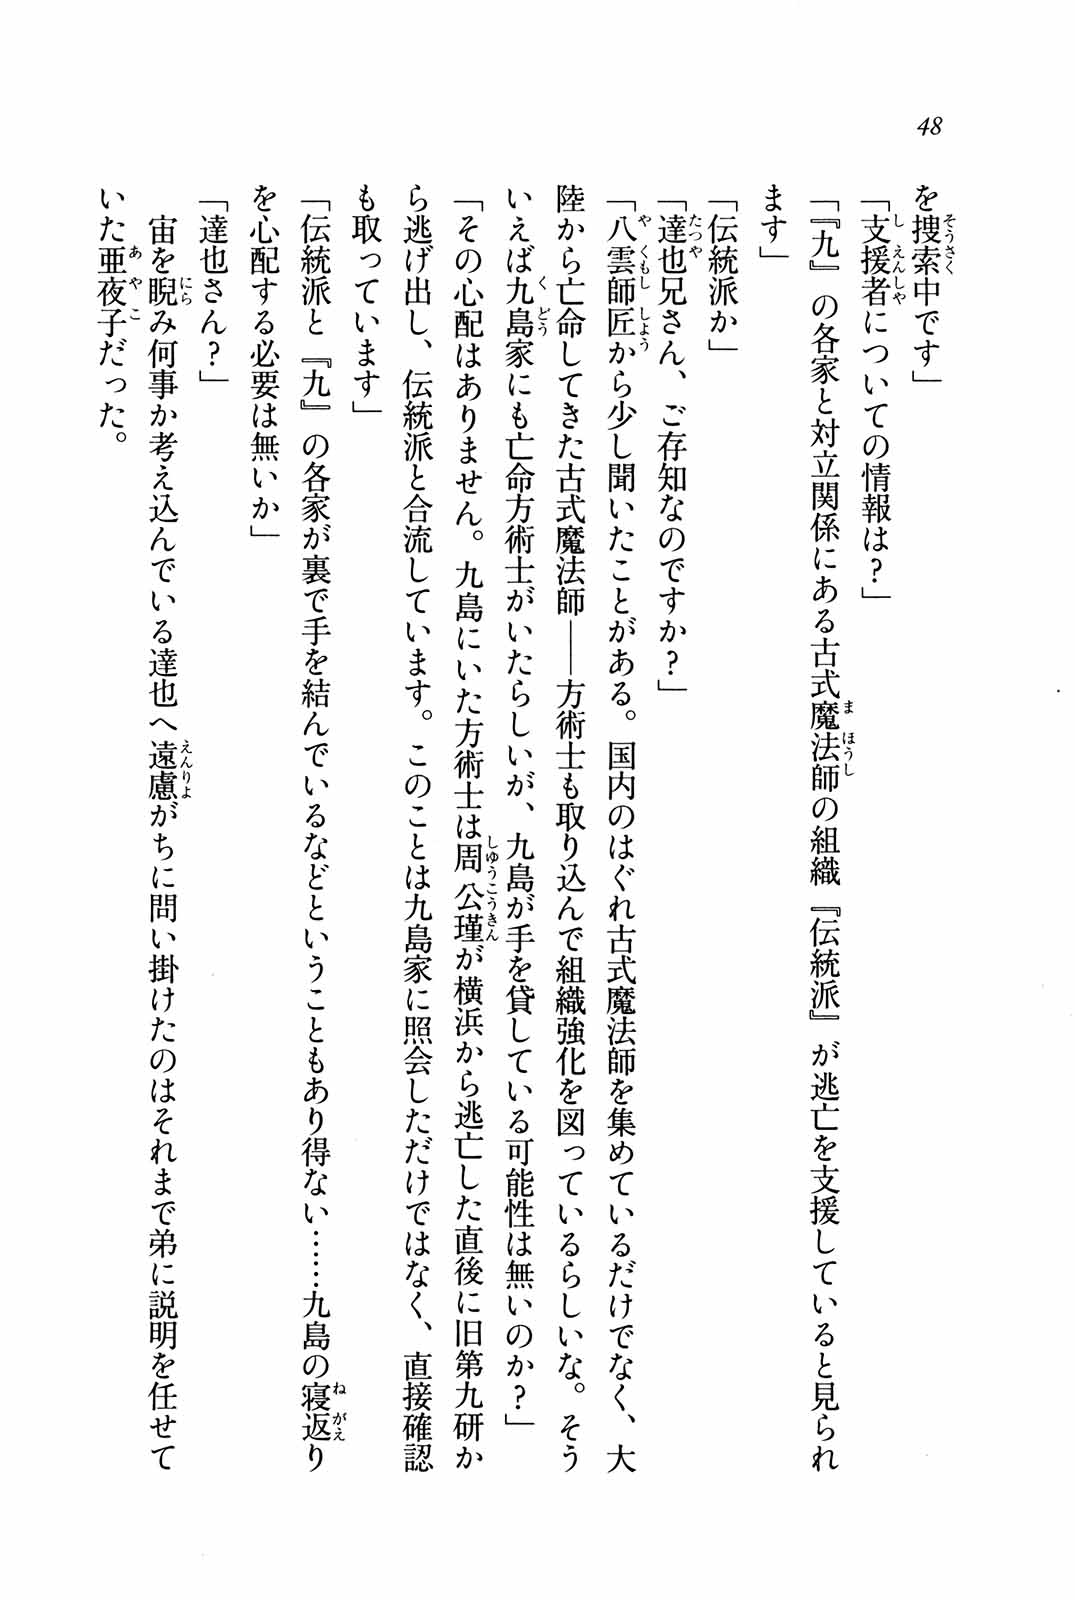 48
を捜索中です」
「支援者についての情報は？」
「『九』の各家と対立関係にある古式魔法師の組織『伝統派』が逃亡を支援していると見られ
ます」
「伝統派か」
「達也兄さん、ご存知なのですか？」
「八雲師匠から少し聞いたことがある。国内のはぐれ古式魔法師を集めているだけでなく、大
陸から亡命してきた古式魔法師――方術士も取り込んで組織強化を図っているらしいな。そう
いえば九島家にも亡命方術士がいたらしいが、九島が手を貸している可能性は無いのか？」
「その心配はありません。九島にいた方術士は周公瑾が横浜から逃亡した直後に旧第九研か
ら逃げ出し、伝統派と合流しています。このことは九島家に照会しただけではなく、直接確認
も取っています」
「伝統派と『九』の各家が裏で手を結んでいるなどということもあり得ない……九島の寝返り
を心配する必要は無いか」
「達也さん？」
　宙を睨み何事か考え込んでいる達也へ遠慮がちに問い掛けたのはそれまで弟に説明を任せて
いた亜夜子だった。